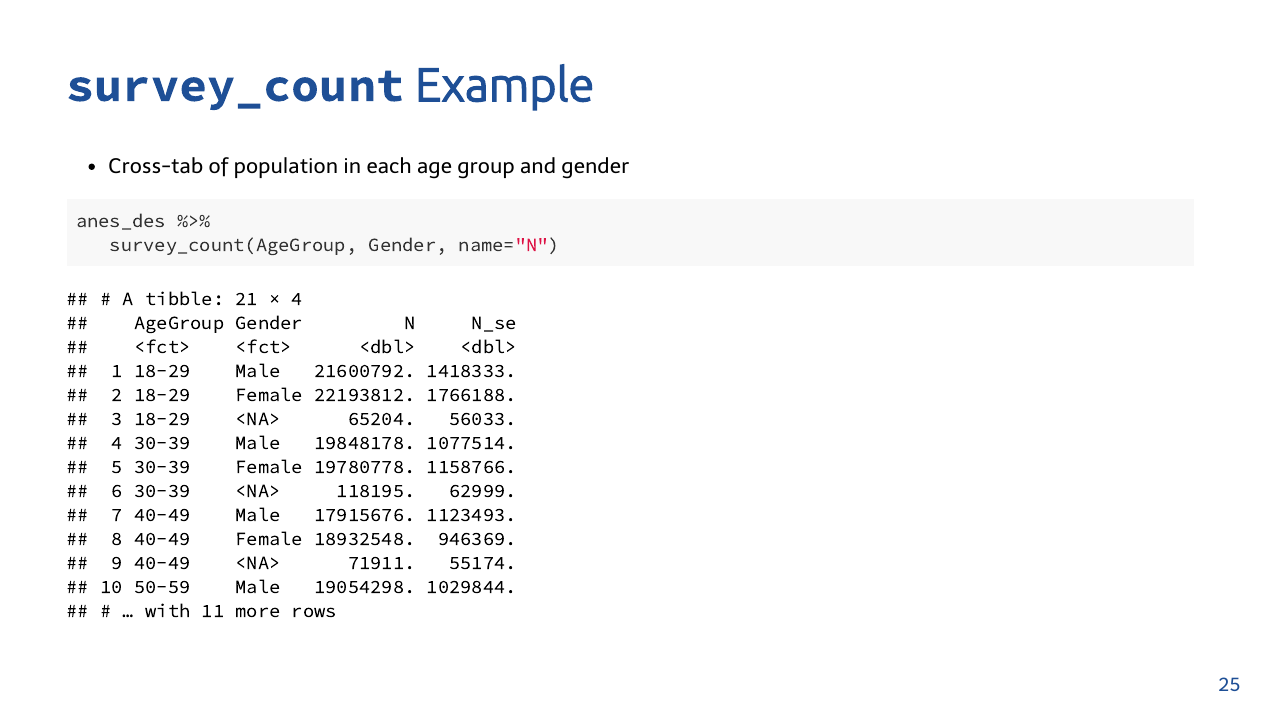 survey_count Example
• Cross-tab of population in each age group and gender
anes_des %>%
   survey_count(AgeGroup, Gender, name="N")
## # A tibble: 21 × 4
##    AgeGroup Gender         N     N_se
##    <fct>    <fct>      <dbl>    <dbl>
##  1 18-29    Male   21600792. 1418333.
##  2 18-29    Female 22193812. 1766188.
##  3 18-29    <NA>      65204.   56033.
##  4 30-39    Male   19848178. 1077514.
##  5 30-39    Female 19780778. 1158766.
##  6 30-39    <NA>     118195.   62999.
##  7 40-49    Male   17915676. 1123493.
##  8 40-49    Female 18932548.  946369.
##  9 40-49    <NA>      71911.   55174.
## 10 50-59    Male   19054298. 1029844.
## # … with 11 more rows
25